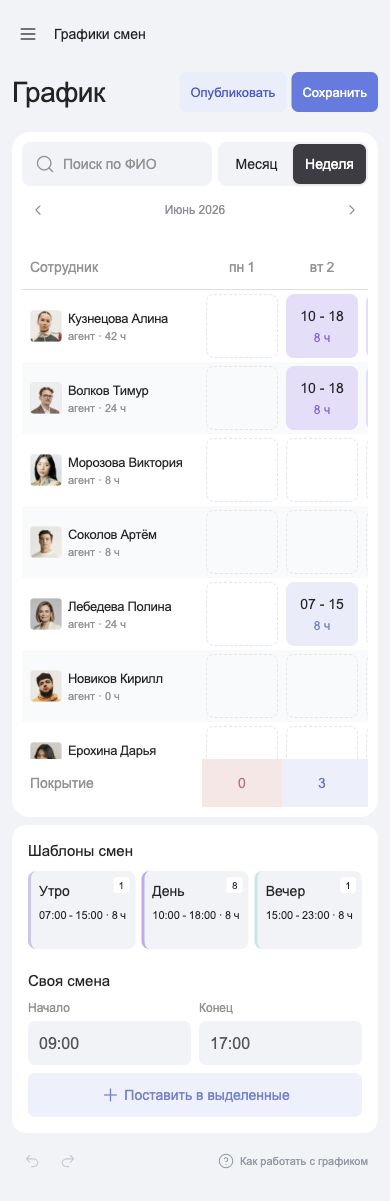 Графики смен
График
Опубликовать
Сохранить
Поиск по ФИО
Месяц
Неделя
Июнь 2026
Сотрудник
пн 1
вт 2
Кузнецова Алина
агент · 42 ч
10 - 18
8 ч
Волков Тимур
агент · 24 ч
10 - 18
8 ч
Морозова Виктория
агент · 8 ч
Соколов Артём
агент · 8 ч
Лебедева Полина
агент · 24 ч
07 - 15
8 ч
Новиков Кирилл
агент · 0 ч
Ерохина Дарья
Покрытие
0
3
Шаблоны смен
Утро
1
07:00 - 15:00 · 8 ч
День
8
10:00 - 18:00 · 8 ч
Вечер
1
15:00 - 23:00 · 8 ч
Своя смена
Начало
Конец
09:00
17:00
Поставить в выделенные
Как работать с графиком